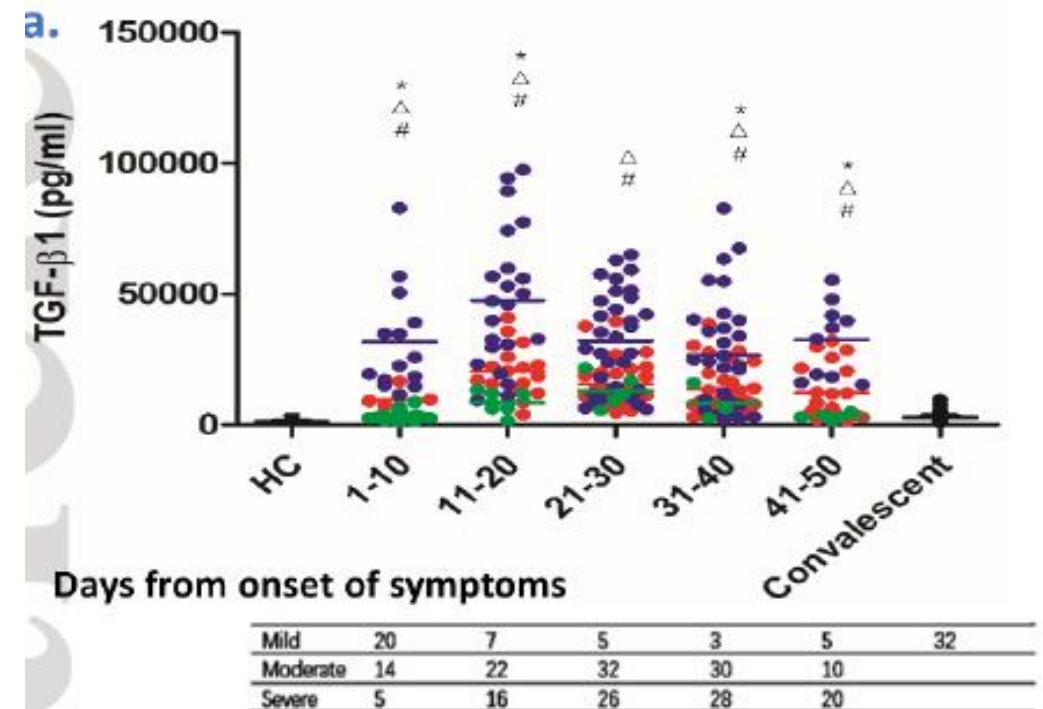 a.
150000
* * *
△ △ △ △ △
# # # # #
100000
50000
0
TGF-β1 (pg/ml)
HC 1-10 11-20 21-30 31-40 41-50 Convalescent
Days from onset of symptoms
Mild 20 7 5 3 5 32
Moderate 14 22 32 30 10
Severe 5 16 26 28 20